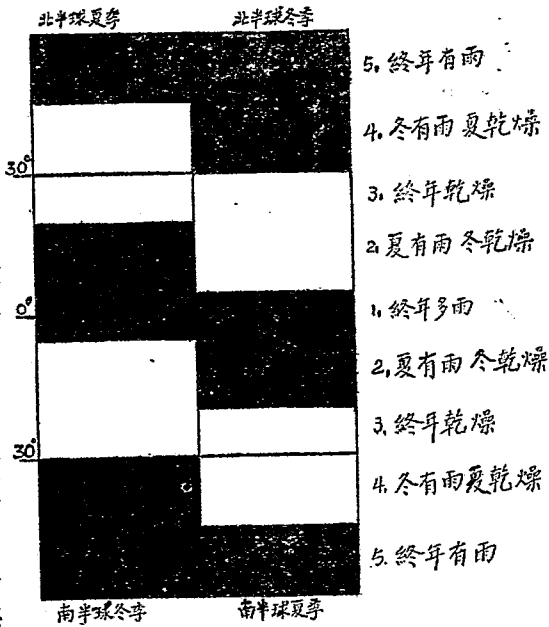 北半球夏季 北半球冬季
5. 終年有雨
4. 冬有雨 夏乾燥
30°
3. 終年乾燥
2. 夏有雨 冬乾燥
0°
1. 終年多雨
2, 夏有雨 冬乾燥
3. 終年乾燥
30°
4. 冬有雨夏乾燥
5. 終年有雨
南半球冬季 南半球夏季